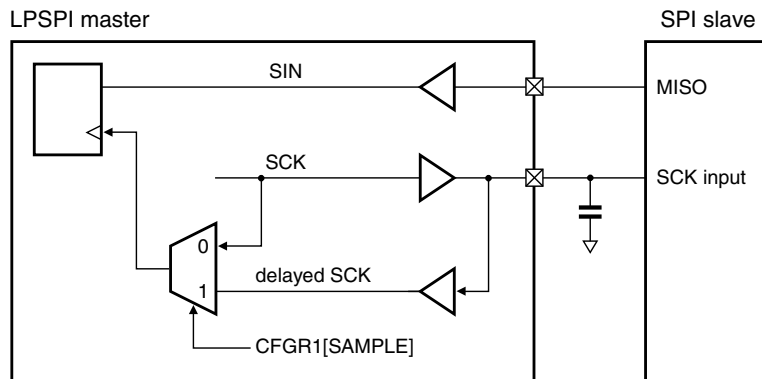 LPSPI master
SPI slave
SIN
MISO
SCK
SCK input
0
delayed SCK
1
CFGR1[SAMPLE]